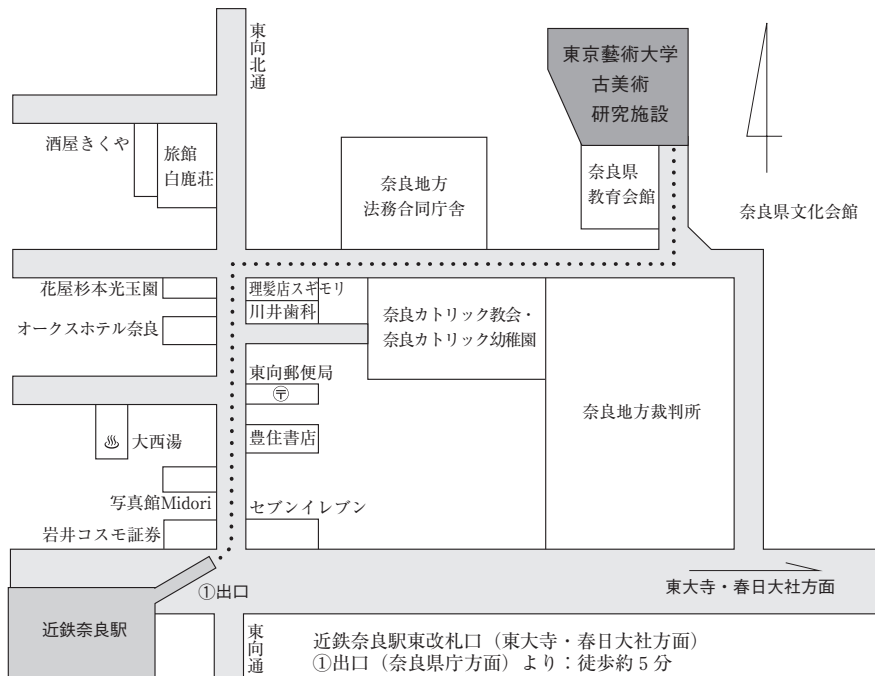 東向北通
東京藝術大学
古美術
研究施設
酒屋きくや
旅館
白鹿荘
奈良地方
法務合同庁舎
奈良県
教育会館
奈良県文化会館
花屋杉本光玉園
理髪店スギモリ
川井歯科
オークスホテル奈良
奈良カトリック教会・
奈良カトリック幼稚園
東向郵便局
〒
奈良地方裁判所
♨ 大西湯
豊住書店
写真館Midori
セブンイレブン
岩井コスモ証券
①出口
東大寺・春日大社方面
近鉄奈良駅
東向通
近鉄奈良駅東改札口（東大寺・春日大社方面）
①出口（奈良県庁方面）より：徒歩約 5 分